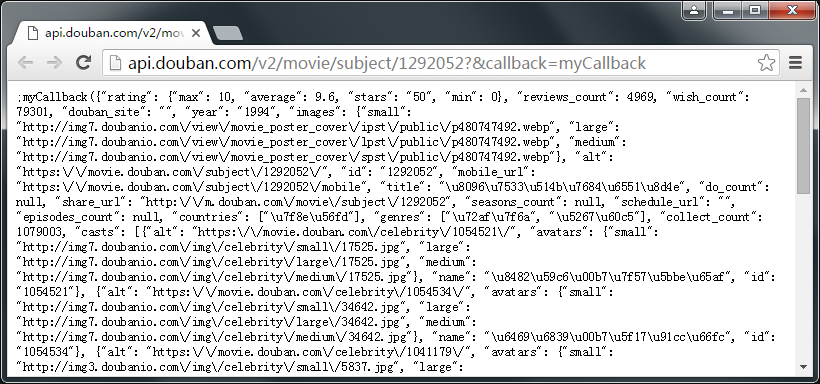 api.douban.com/v2/mov
api.douban.com/v2/movie/subject/1292052?&callback=myCallback
;myCallback({"rating": {"max": 10, "average": 9.6, "stars": "50", "min": 0}, "reviews_count": 4969, "wish_count":
79301, "douban_site": "", "year": "1994", "images": {"small":
"http://img7.doubanio.com\/view\/movie_poster_cover\/ipst\/public\/p480747492.webp", "large":
"http://img7.doubanio.com\/view\/movie_poster_cover\/lpst\/public\/p480747492.webp", "medium":
"http://img7.doubanio.com\/view\/movie_poster_cover\/spst\/public\/p480747492.webp"}, "alt":
"https:\/\/movie.douban.com\/subject\/1292052\/", "id": "1292052", "mobile_url":
"https:\/\/movie.douban.com\/subject\/1292052\/mobile", "title": "\u8096\u7533\u514b\u7684\u6551\u8d4e", "do_count":
null, "share_url": "http:\/\/m.douban.com\/movie\/subject\/1292052", "seasons_count": null, "schedule_url": "",
"episodes_count": null, "countries": ["\u7f8e\u56fd"], "genres": ["\u72af\u7f6a", "\u5267\u60c5"], "collect_count":
1079003, "casts": [{"alt": "https:\/\/movie.douban.com\/celebrity\/1054521\/", "avatars": {"small":
"http://img7.doubanio.com\/img\/celebrity\/small\/17525.jpg", "large":
"http://img7.doubanio.com\/img\/celebrity\/large\/17525.jpg", "medium":
"http://img7.doubanio.com\/img\/celebrity\/medium\/17525.jpg"}, "name": "\u8482\u59c6\u00b7\u7f57\u5bbe\u65af", "id":
"1054521"}, {"alt": "https:\/\/movie.douban.com\/celebrity\/1054534\/", "avatars": {"small":
"http://img7.doubanio.com\/img\/celebrity\/small\/34642.jpg", "large":
"http://img7.doubanio.com\/img\/celebrity\/large\/34642.jpg", "medium":
"http://img7.doubanio.com\/img\/celebrity\/medium\/34642.jpg"}, "name": "\u6469\u6839\u00b7\u5f17\u91cc\u66fc", "id":
"1054534"}, {"alt": "https:\/\/movie.douban.com\/celebrity\/1041179\/", "avatars": {"small":
"http://img3.doubanio.com\/img\/celebrity\/small\/5837.jpg", "large":